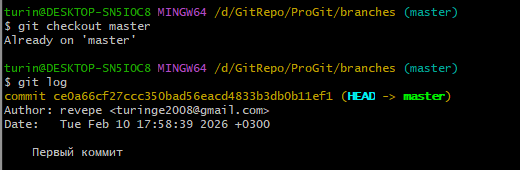 turin@DESKTOP-SN5IOC8 MINGW64 /d/GitRepo/ProGit/branches (master)
$ git checkout master
Already on 'master'
turin@DESKTOP-SN5IOC8 MINGW64 /d/GitRepo/ProGit/branches (master)
$ git log
commit ce0a66cf27ccc350bad56eacd4833b3db0b11ef1 (HEAD -> master)
Author: revepe <turinge2008@gmail.com>
Date:   Tue Feb 10 17:58:39 2026 +0300
Первый коммит